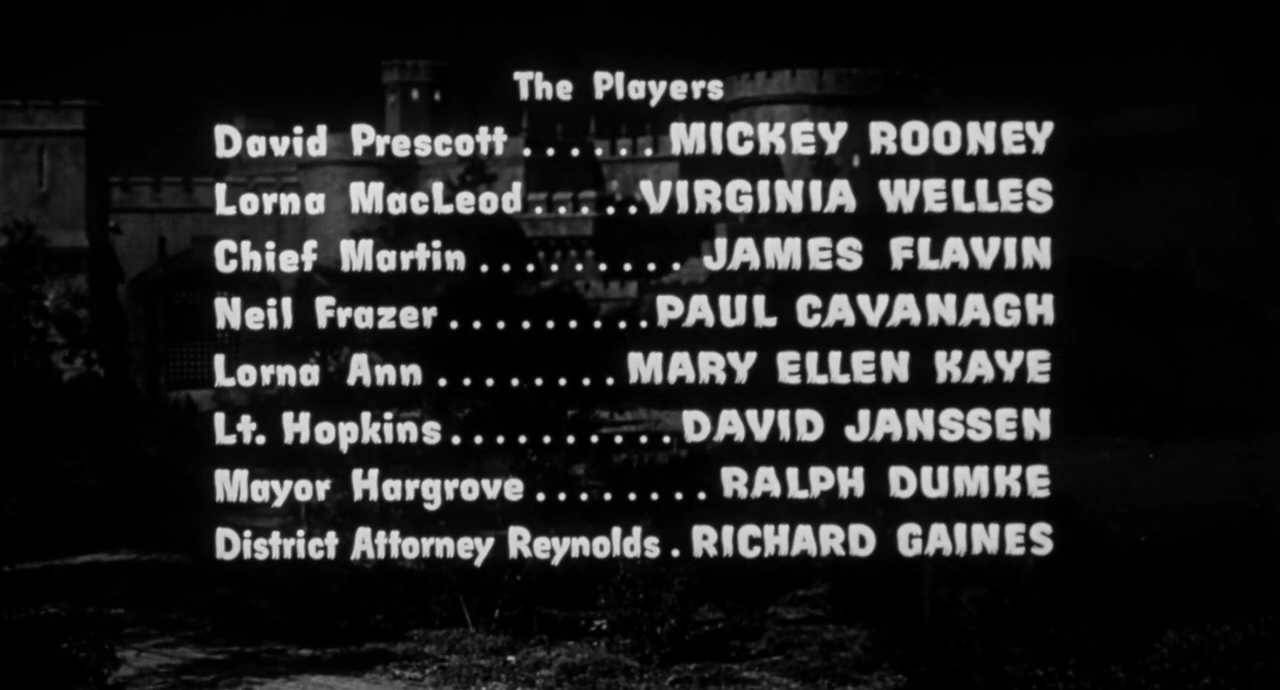 The Players
David Prescott ...... MICKEY ROONEY
Lorna MacLeod .....VIRGINIA WELLES
Chief Martin ......... JAMES FLAVIN
Neil Frazer .........PAUL CAVANAGH
Lorna Ann ........ MARY ELLEN KAYE
Lt. Hopkins.......... DAVID JANSSEN
Mayor Hargrove ........ RALPH DUMKE
District Attorney Reynolds . RICHARD GAINES